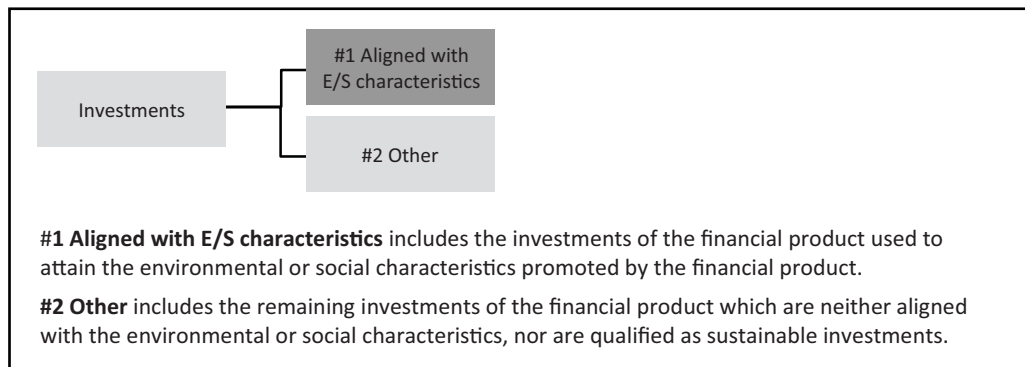 #1 Aligned with
E/S characteristics
Investments
#2 Other
#1 Aligned with E/S characteristics includes the investments of the financial product used to
attain the environmental or social characteristics promoted by the financial product.
#2 Other includes the remaining investments of the financial product which are neither aligned
with the environmental or social characteristics, nor are qualified as sustainable investments.